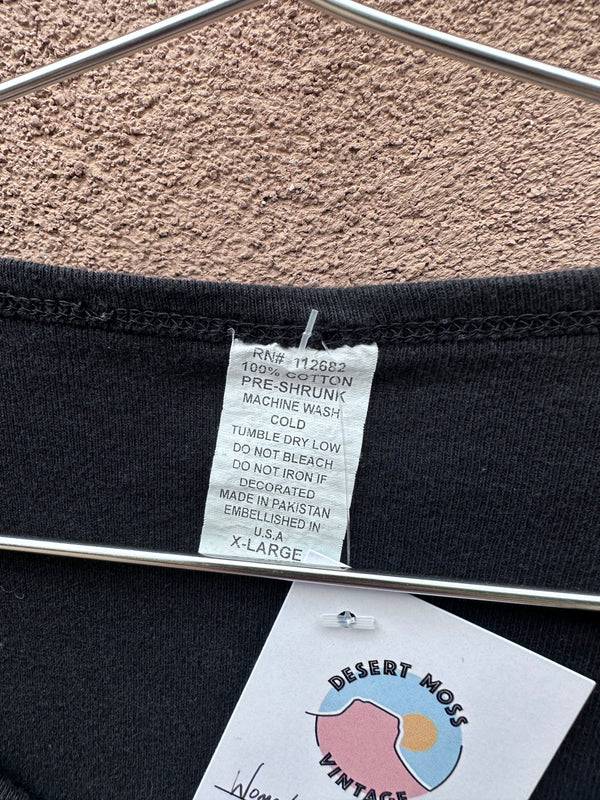 RN# 112682
100% COTTON
PRE-SHRUNK
MACHINE WASH
COLD
TUMBLE DRY LOW
DO NOT BLEACH
DO NOT IRON IF
DECORATED
MADE IN PAKISTAN
EMBELLISHED IN
U.S.A
X-LARGE
DESERT MOSS
VINTAGE